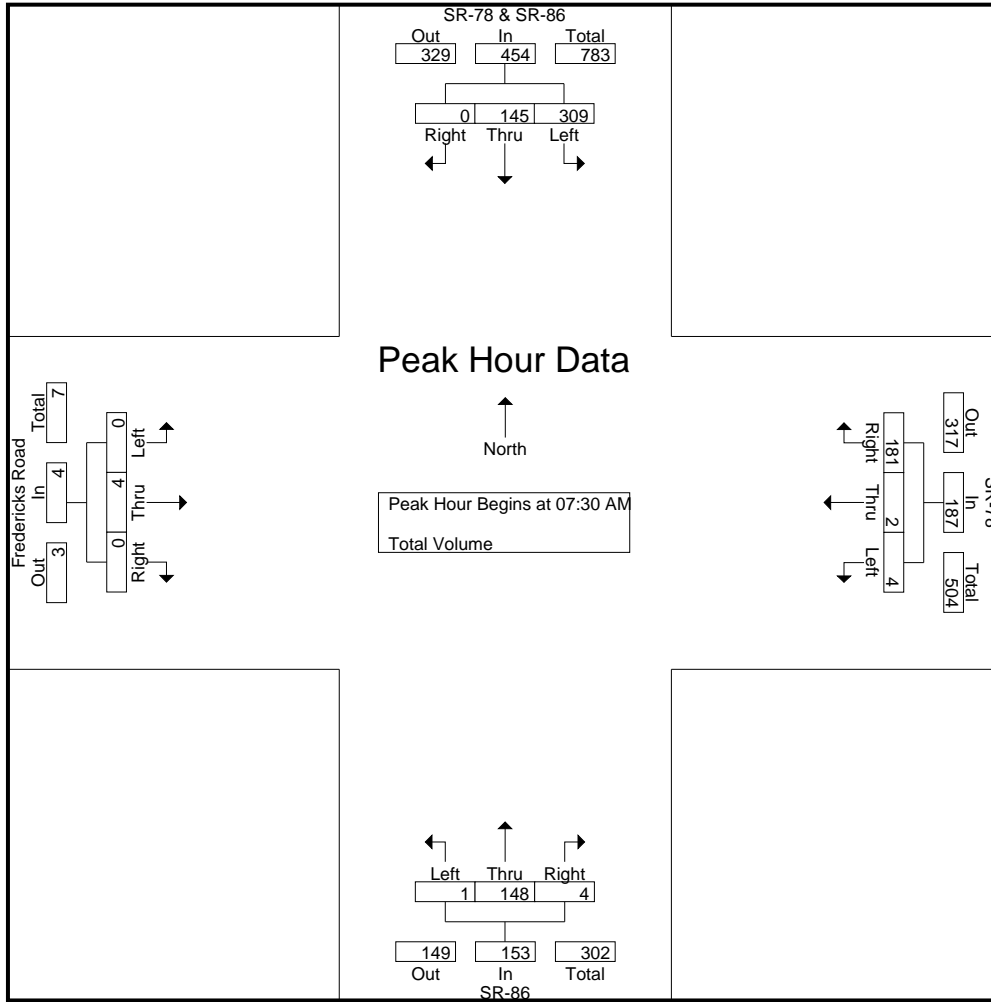 SR-78 & SR-86
Out In Total
329 454 783
0 145 309
Right Thru Left
Peak Hour Data
North
Peak Hour Begins at 07:30 AM
Total Volume
Fredericks Road
Total In Out
7 4 3
0 4 0
Left Thru Right
SR-78
Out In Total
317 187 504
181 2 4
Right Thru Left
Left Thru Right
1 148 4
149 153 302
Out In Total
SR-86